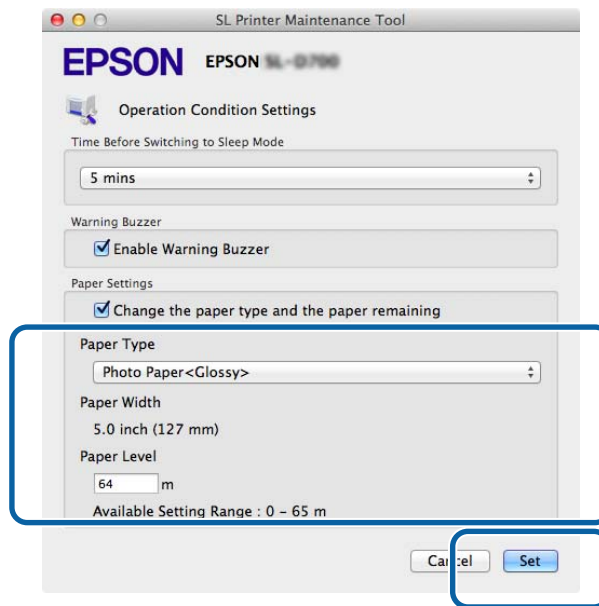 SL Printer Maintenance Tool
EPSON EPSON
Operation Condition Settings
Time Before Switching to Sleep Mode
5 mins
Warning Buzzer
Enable Warning Buzzer
Paper Settings
Change the paper type and the paper remaining
Paper Type
Photo Paper<Glossy>
Paper Width
5.0 inch (127 mm)
Paper Level
64 m
Available Setting Range : 0 – 65 m
Cancel Set